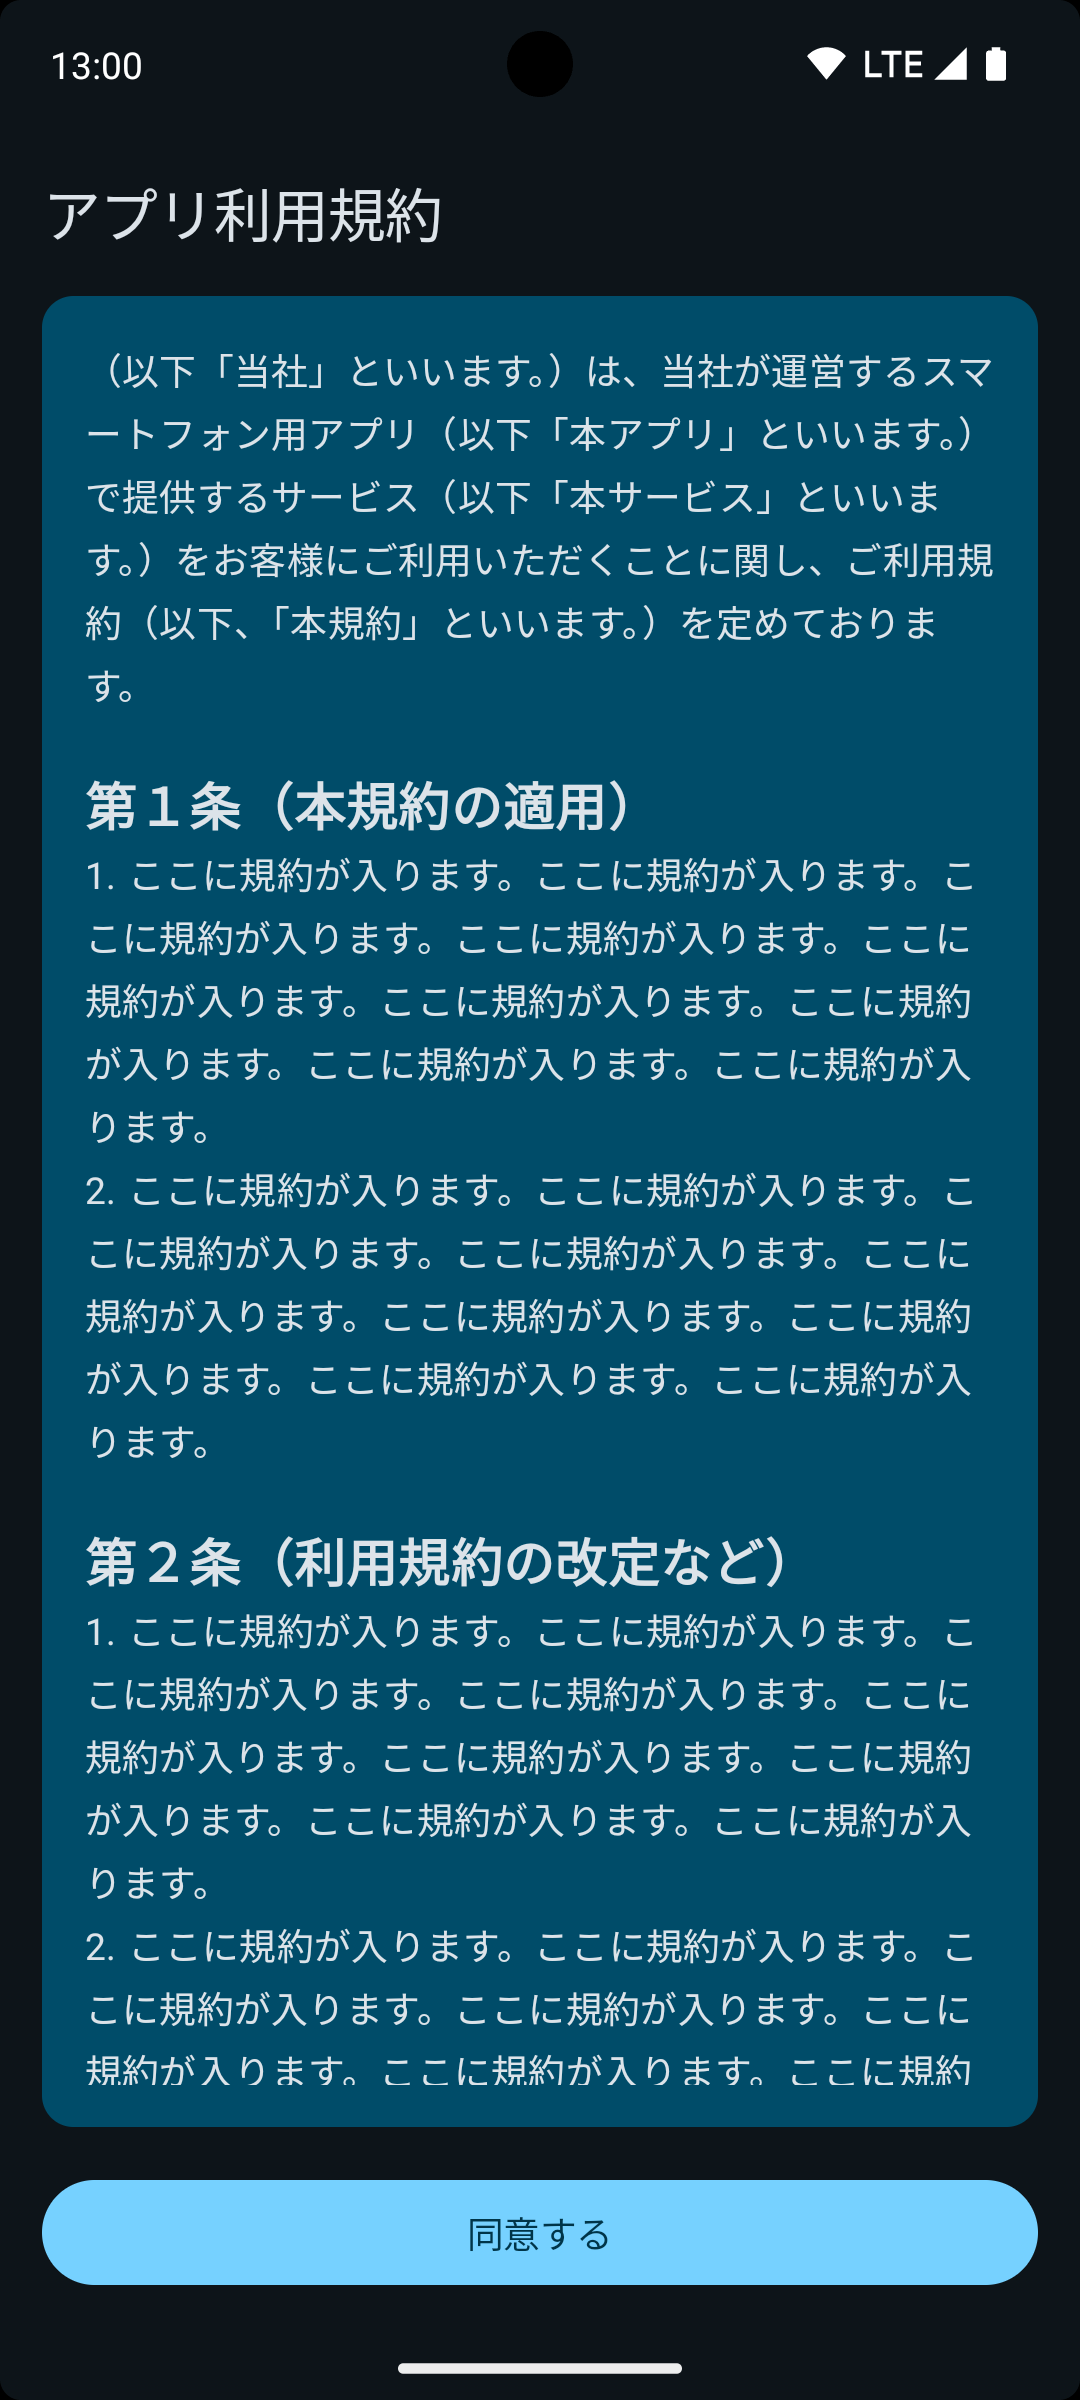 13:00
LTE
アプリ利用規約
（以下「当社」といいます。）は、当社が運営するスマ
ートフォン用アプリ（以下「本アプリ」といいます。）
で提供するサービス（以下「本サービス」といいま
す。）をお客様にご利用いただくことに関し、ご利用規
約（以下、「本規約」といいます。）を定めておりま
す。
第１条（本規約の適用）
1. ここに規約が入ります。ここに規約が入ります。こ
こに規約が入ります。ここに規約が入ります。ここに
規約が入ります。ここに規約が入ります。ここに規約
が入ります。ここに規約が入ります。ここに規約が入
ります。
2. ここに規約が入ります。ここに規約が入ります。こ
こに規約が入ります。ここに規約が入ります。ここに
規約が入ります。ここに規約が入ります。ここに規約
が入ります。ここに規約が入ります。ここに規約が入
ります。
第２条（利用規約の改定など）
1. ここに規約が入ります。ここに規約が入ります。こ
こに規約が入ります。ここに規約が入ります。ここに
規約が入ります。ここに規約が入ります。ここに規約
が入ります。ここに規約が入ります。ここに規約が入
ります。
2. ここに規約が入ります。ここに規約が入ります。こ
こに規約が入ります。ここに規約が入ります。ここに
規約が入ります。ここに規約が入ります。ここに規約
同意する